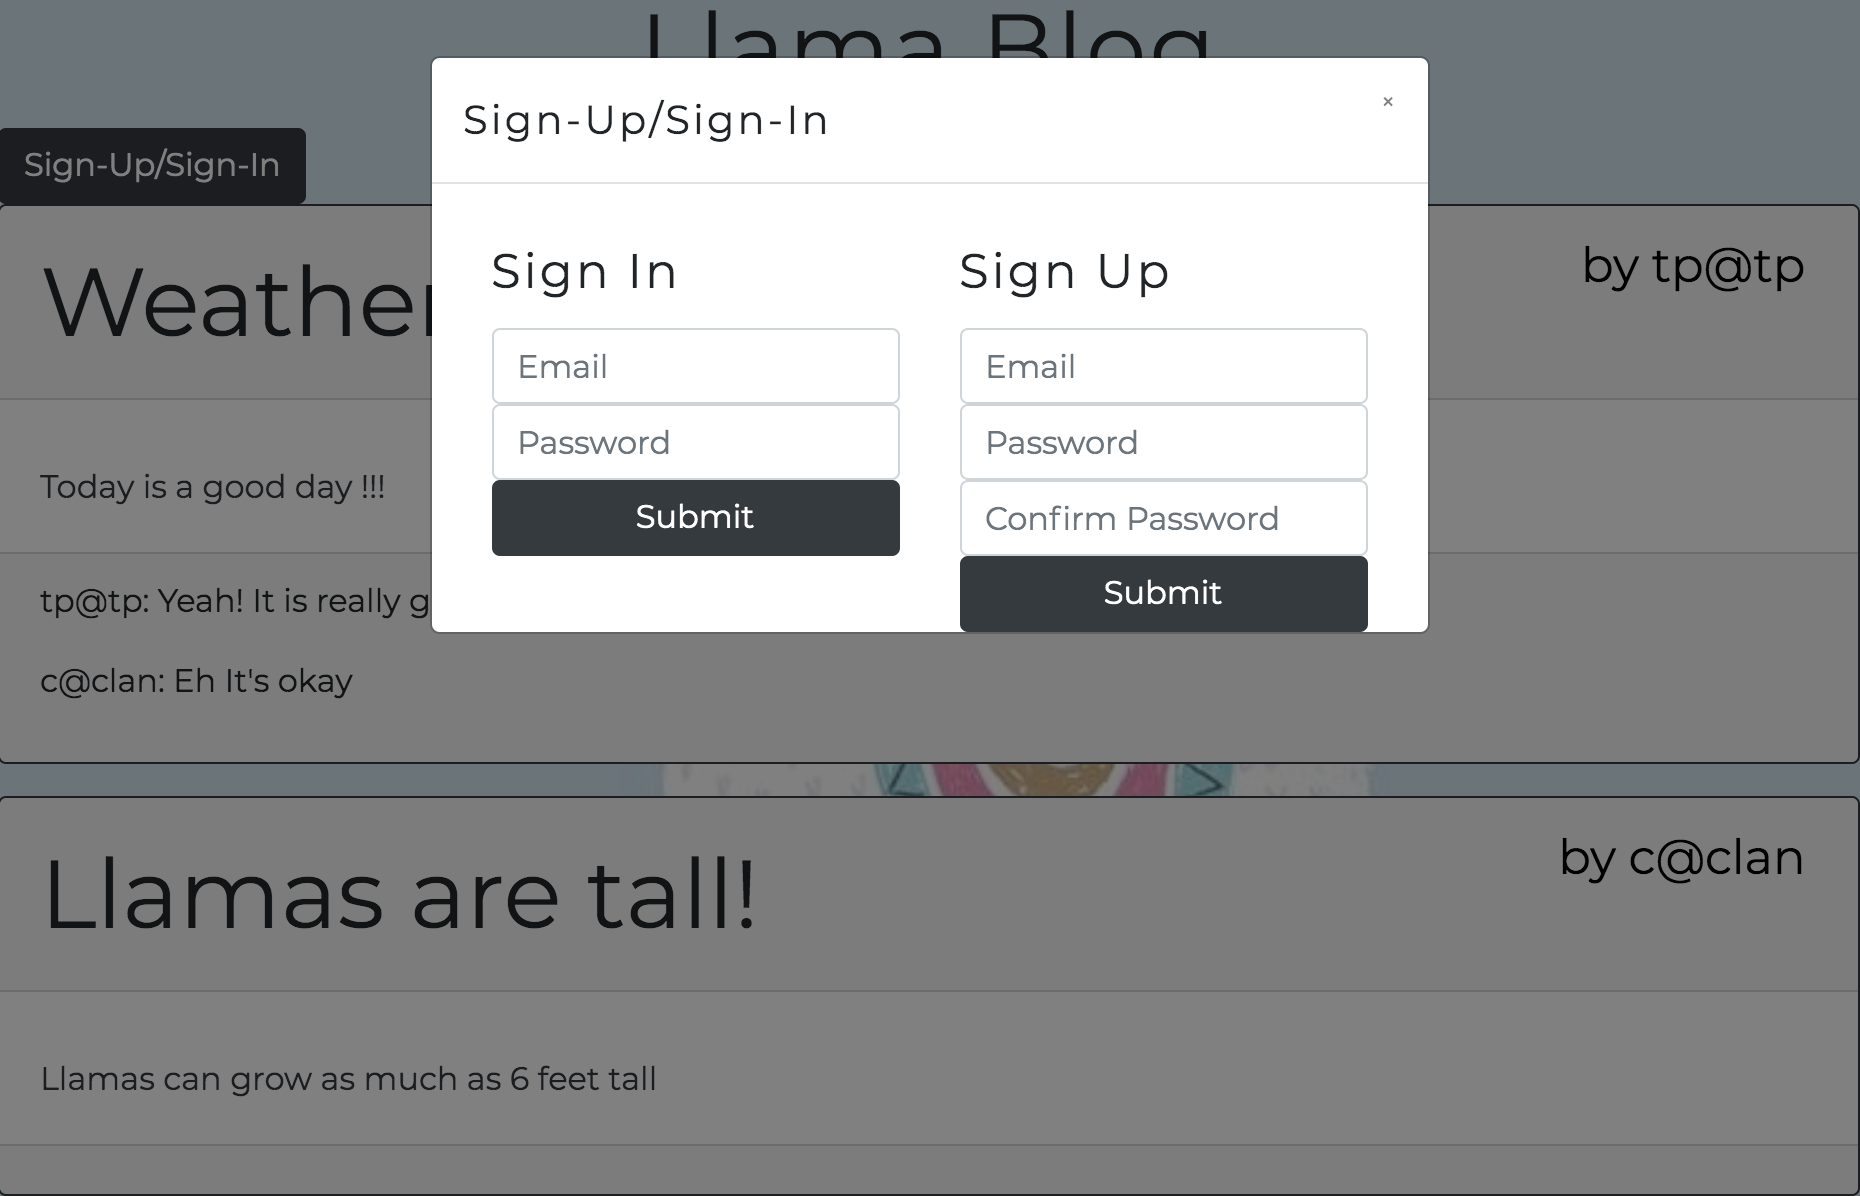 Llama Blog
Sign-Up/Sign-In
×
Sign-Up/Sign-In
Sign In
Email
Password
Submit
Sign Up
Email
Password
Confirm Password
Submit
Weather
by tp@tp
Today is a good day !!!
tp@tp: Yeah! It is really
c@clan: Eh It's okay
Llamas are tall!
by c@clan
Llamas can grow as much as 6 feet tall